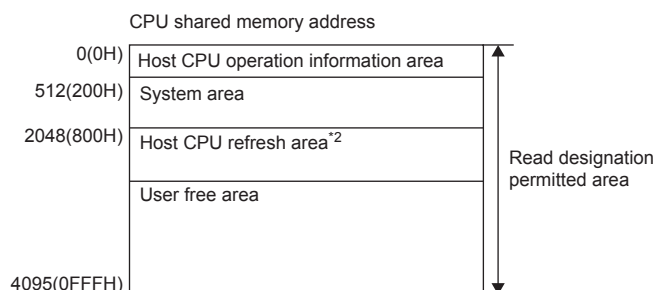 CPU shared memory address
0(0H)
Host CPU operation information area
512(200H)
System area
2048(800H)
Host CPU refresh area*2
User free area
Read designation
permitted area
4095(0FFFH)